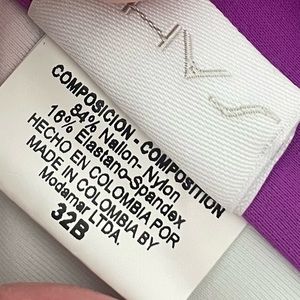 COMPOSICION - COMPOSITION
84% Nailon-Nylon
16% Elastano-Spandex
HECHO EN COLOMBIA POR
MADE IN COLOMBIA BY
Modamar LTDA.
32B